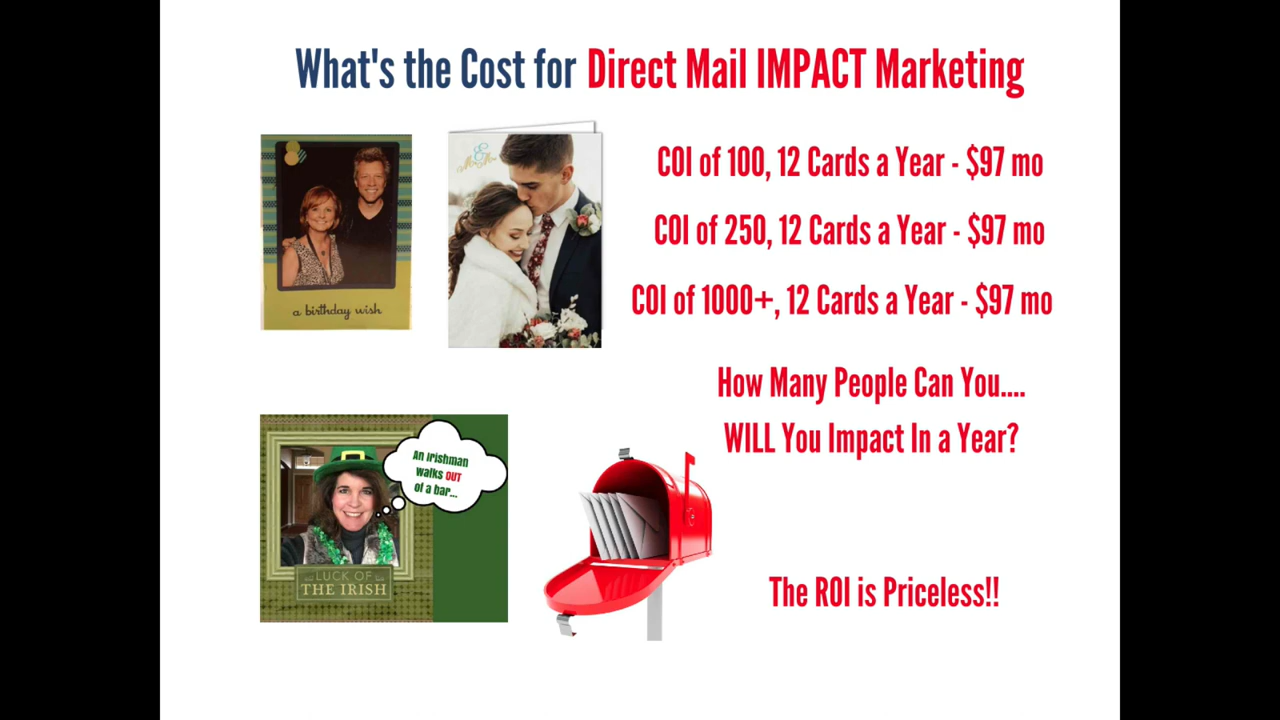 What's the Cost for Direct Mail IMPACT Marketing
COI of 100, 12 Cards a Year - $97 mo
COI of 250, 12 Cards a Year - $97 mo
COI of 1000+, 12 Cards a Year - $97 mo
a birthday wish
How Many People Can You....
WILL You Impact In a Year?
An Irishman
walks OUT
of a bar...
LUCK OF
THE IRISH
The ROI is Priceless!!